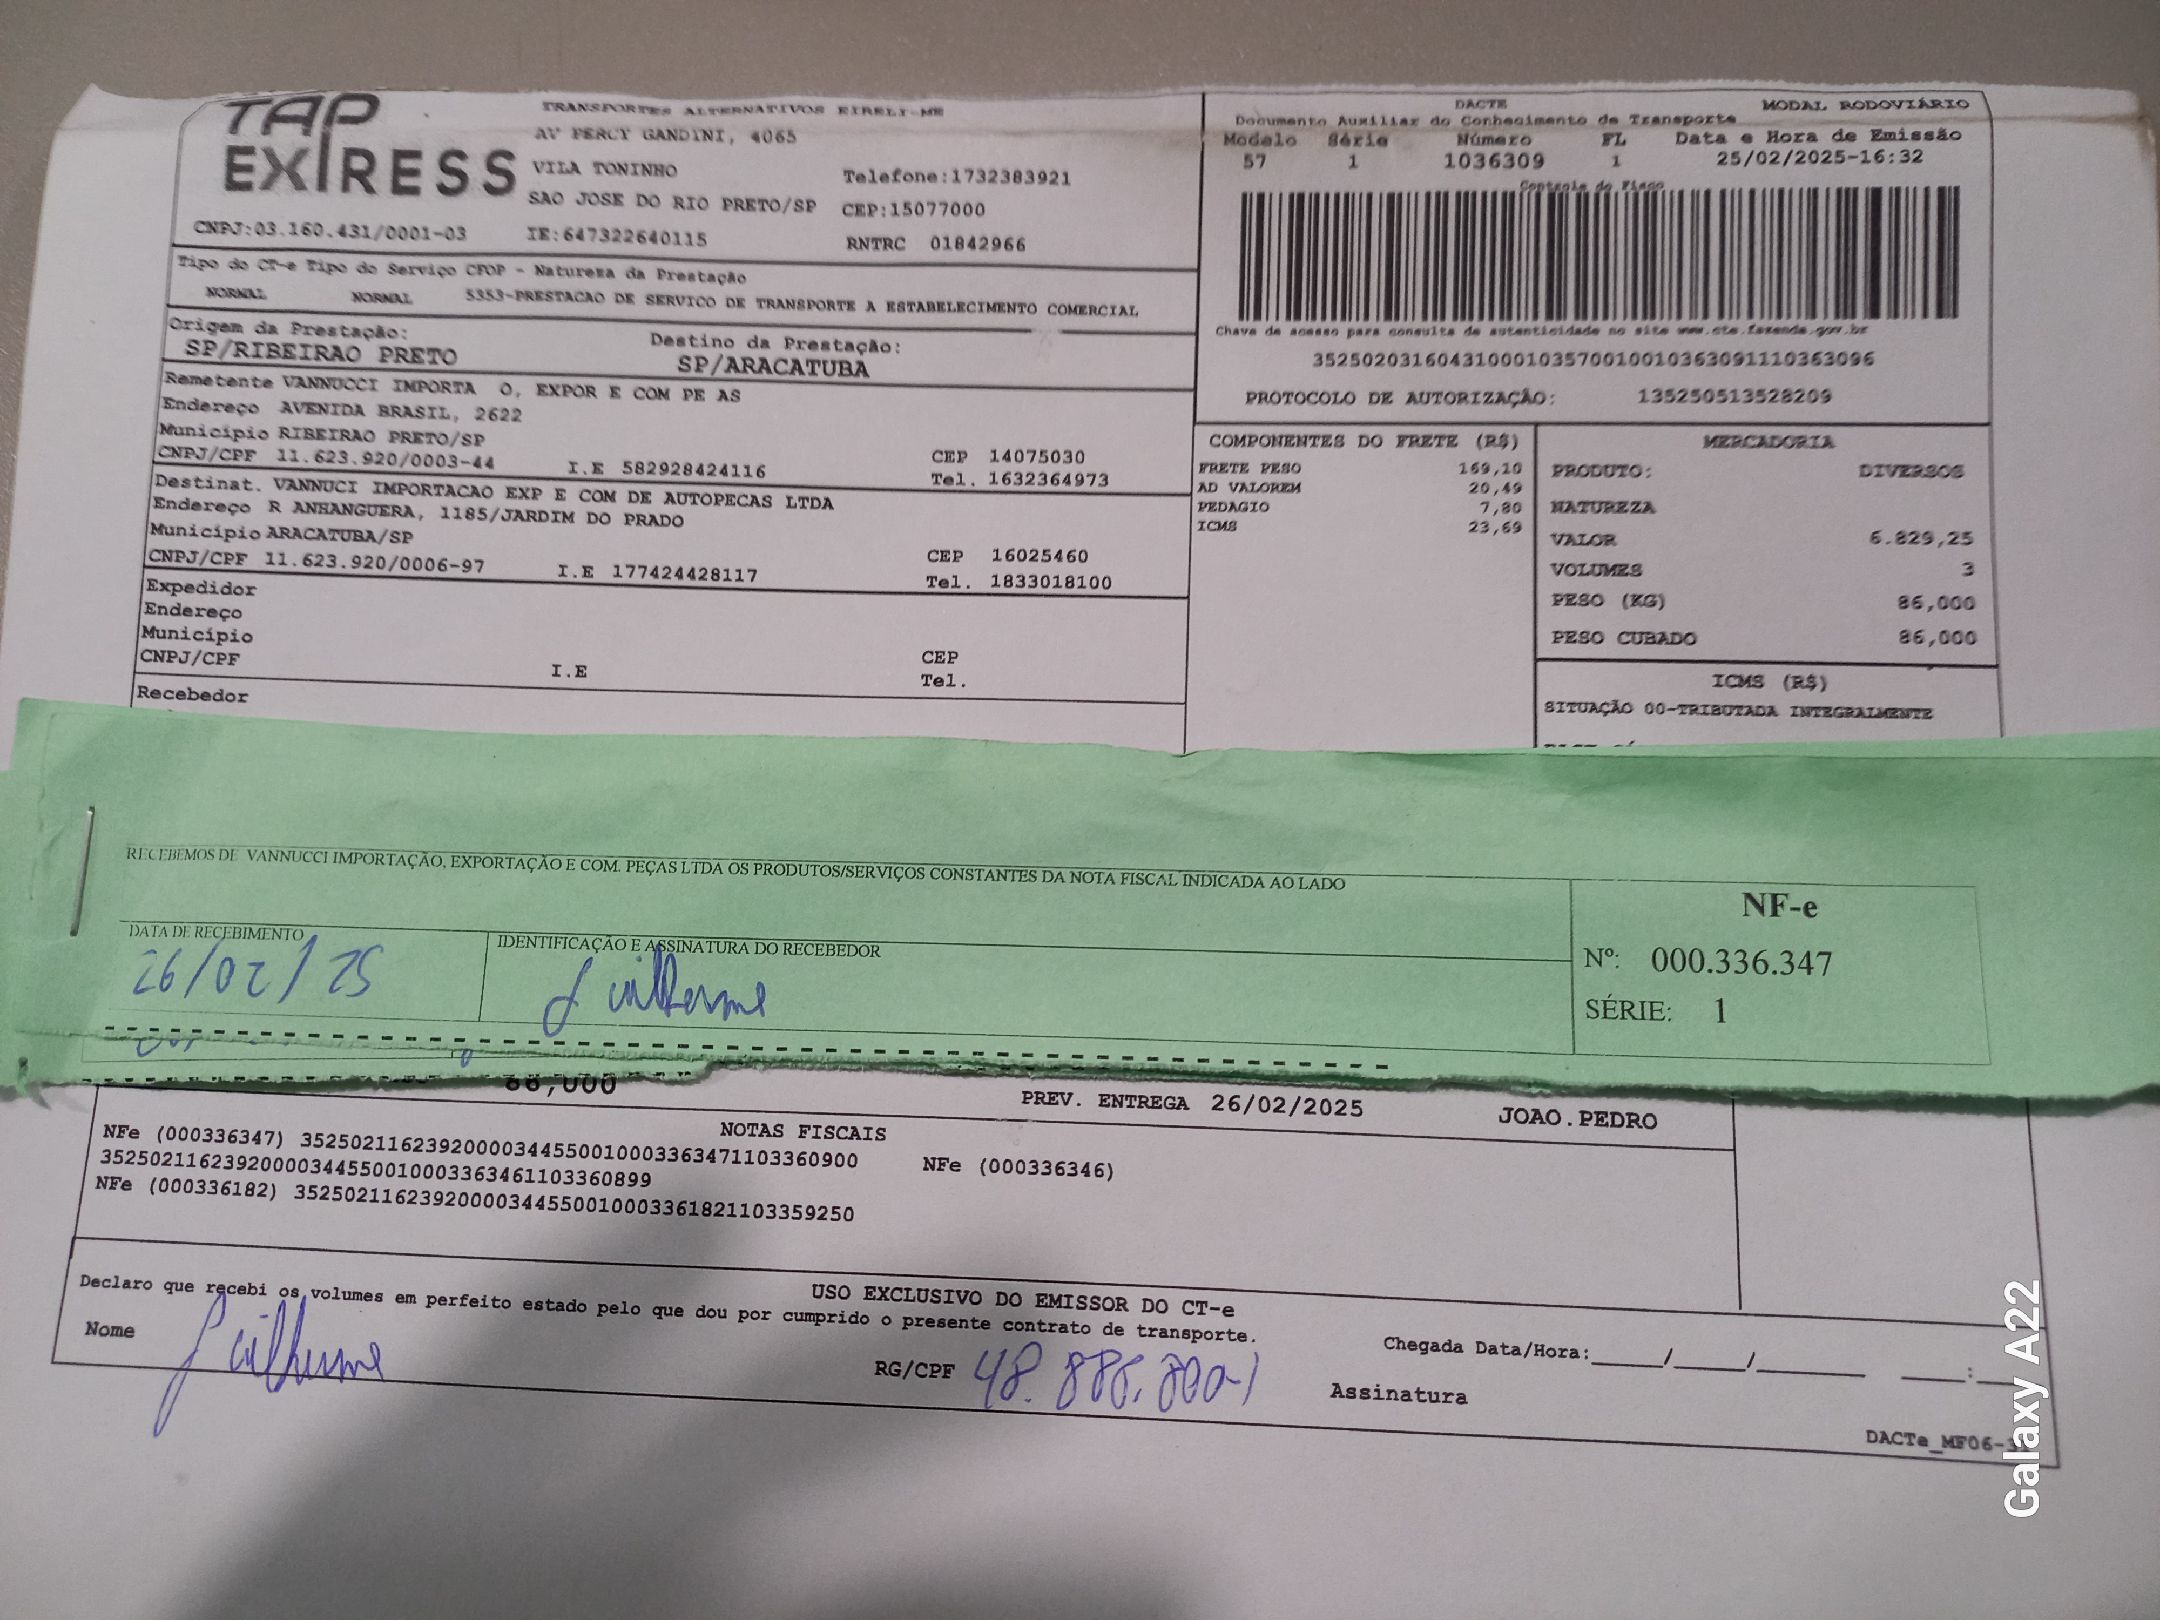 TAP EXPRESS
TRANSPORTES ALTERNATIVOS EIRELI-ME
AV PERCY GANDINI, 4065
VILA TONINHO
Telefone:1732383921
SAO JOSE DO RIO PRETO/SP CEP:15077000
CNPJ:03.160.431/0001-03 IE:647322640115 RNTRC 01842966
DACTE MODAL RODOVIÁRIO
Documento Auxiliar do Conhecimento de Transporte
Modelo Série Número FL Data e Hora de Emissão
57 1 1036309 1 25/02/2025-16:32
Controle do Fisco
Chave de acesso para consulta de autenticidade no site www.cte.fazenda.gov.br
35250203160431000103570010010363091110363096
PROTOCOLO DE AUTORIZAÇÃO: 135250513528209
Tipo do CT-e Tipo do Serviço CFOP - Natureza da Prestação
NORMAL NORMAL 5353-PRESTACAO DE SERVICO DE TRANSPORTE A ESTABELECIMENTO COMERCIAL
Origem da Prestação: Destino da Prestação:
SP/RIBEIRAO PRETO SP/ARACATUBA
Remetente VANNUCCI IMPORTA O, EXPOR E COM PE AS
Endereço AVENIDA BRASIL, 2622
Município RIBEIRAO PRETO/SP CEP 14075030
CNPJ/CPF 11.623.920/0003-44 I.E 582928424116 Tel. 1632364973
Destinat. VANNUCI IMPORTACAO EXP E COM DE AUTOPECAS LTDA
Endereço R ANHANGUERA, 1185/JARDIM DO PRADO
Município ARACATUBA/SP CEP 16025460
CNPJ/CPF 11.623.920/0006-97 I.E 177424428117 Tel. 1833018100
Expedidor
Endereço
Município CEP
CNPJ/CPF I.E Tel.
Recebedor
COMPONENTES DO FRETE (R$)
FRETE PESO 169,10
AD VALOREM 20,49
PEDAGIO 7,80
ICMS 23,69
MERCADORIA
PRODUTO: DIVERSOS
NATUREZA
VALOR 6.829,25
VOLUMES 3
PESO (KG) 86,000
PESO CUBADO 86,000
ICMS (R$)
SITUAÇÃO 00-TRIBUTADA INTEGRALMENTE
RECEBEMOS DE VANNUCCI IMPORTAÇÃO, EXPORTAÇÃO E COM. PEÇAS LTDA OS PRODUTOS/SERVIÇOS CONSTANTES DA NOTA FISCAL INDICADA AO LADO
DATA DE RECEBIMENTO IDENTIFICAÇÃO E ASSINATURA DO RECEBEDOR
26/02/25 Guilherme
NF-e
Nº: 000.336.347
SÉRIE: 1
86,000
PREV. ENTREGA 26/02/2025 JOAO.PEDRO
NOTAS FISCAIS
NFe (000336347) 35250211623920000344550010003363471103360900 NFe (000336346)
35250211623920000344550010003363461103360899
NFe (000336182) 35250211623920000344550010003361821103359250
USO EXCLUSIVO DO EMISSOR DO CT-e
Declaro que recebi os volumes em perfeito estado pelo que dou por cumprido o presente contrato de transporte.
Nome Guilherme RG/CPF 48.886.800-1 Chegada Data/Hora:_____/_____/________ _____:____
Assinatura
DACTe_MF06-
Galaxy A22